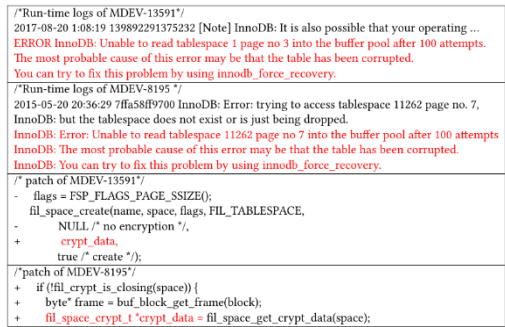 /*Run-time logs of MDEV-13591*/
2017-08-20 1:08:19 139892291375232 [Note] InnoDB: It is also possible that your operating ...
ERROR InnoDB: Unable to read tablespace 1 page no 3 into the buffer pool after 100 attempts.
The most probable cause of this error may be that the table has been corrupted.
You can try to fix this problem by using innodb_force_recovery.
/*Run-time logs of MDEV-8195 */
2015-05-20 20:36:29 7ffa58ff9700 InnoDB: Error: trying to access tablespace 11262 page no. 7,
InnoDB: but the tablespace does not exist or is just being dropped.
InnoDB: Error: Unable to read tablespace 11262 page no 7 into the buffer pool after 100 attempts
InnoDB: The most probable cause of this error may be that the table has been corrupted.
InnoDB: You can try to fix this problem by using innodb_force_recovery.
/* patch of MDEV-13591*/
- flags = FSP_FLAGS_PAGE_SSIZE();
fil_space_create(name, space, flags, FIL_TABLESPACE,
- NULL /* no encryption */,
+ crypt_data,
true /* create */);
/*patch of MDEV-8195*/
+ if (!fil_crypt_is_closing(space)) {
+ byte* frame = buf_block_get_frame(block);
+ fil_space_crypt_t *crypt_data = fil_space_get_crypt_data(space);